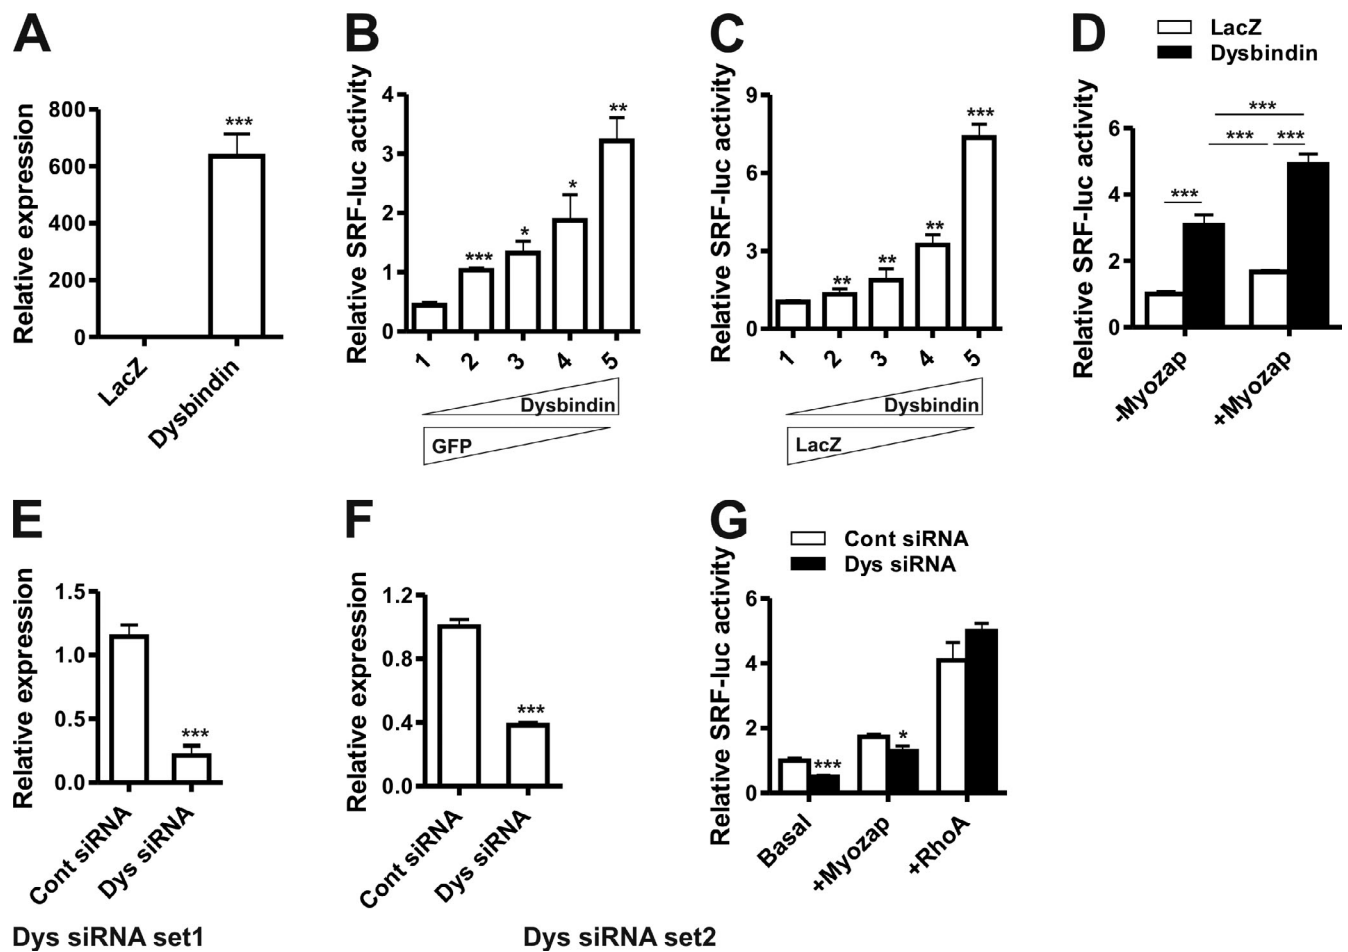 A
Relative expression
800
600
400
200
0
***
LacZ
Dysbindin
B
Relative SRF-luc activity
4
3
2
1
0
***
*
*
**
1
2
3
4
5
Dysbindin
GFP
C
Relative SRF-luc activity
9
6
3
0
**
**
**
***
1
2
3
4
5
Dysbindin
LacZ
D
LacZ
Dysbindin
Relative SRF-luc activity
6
4
2
0
***
***
***
***
-Myozap
+Myozap
E
Relative expression
1.5
1.0
0.5
0.0
***
Cont siRNA
Dys siRNA
Dys siRNA set1
F
Relative expression
1.2
0.8
0.4
0.0
***
Cont siRNA
Dys siRNA
G
Cont siRNA
Dys siRNA
Relative SRF-luc activity
6
4
2
0
***
*
Basal
+Myozap
+RhoA
Dys siRNA set2